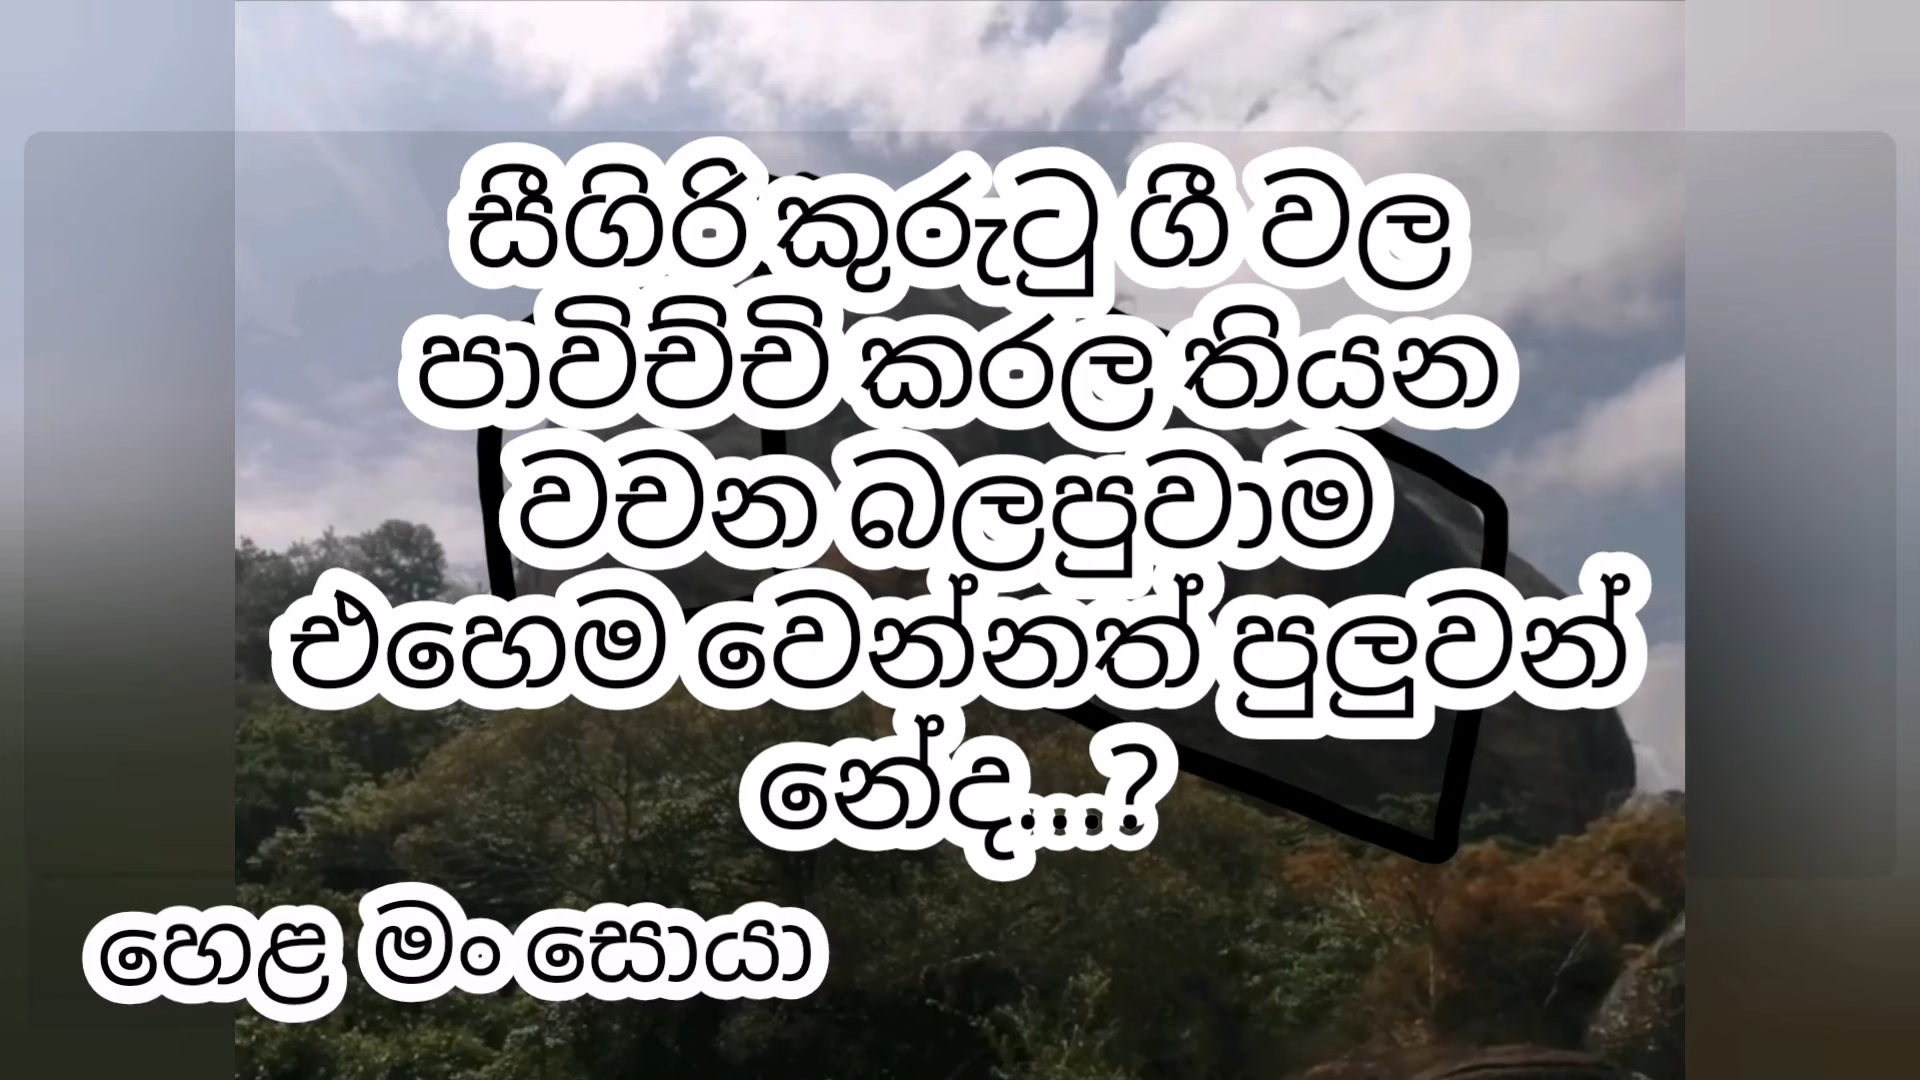 සීගිරි කුරුටු ගී වල
පාවිච්චි කරල තියන
වචන බලපුවාම
එහෙම වෙන්නත් පුලුවන්
නේද....?
හෙළ මං සොයා